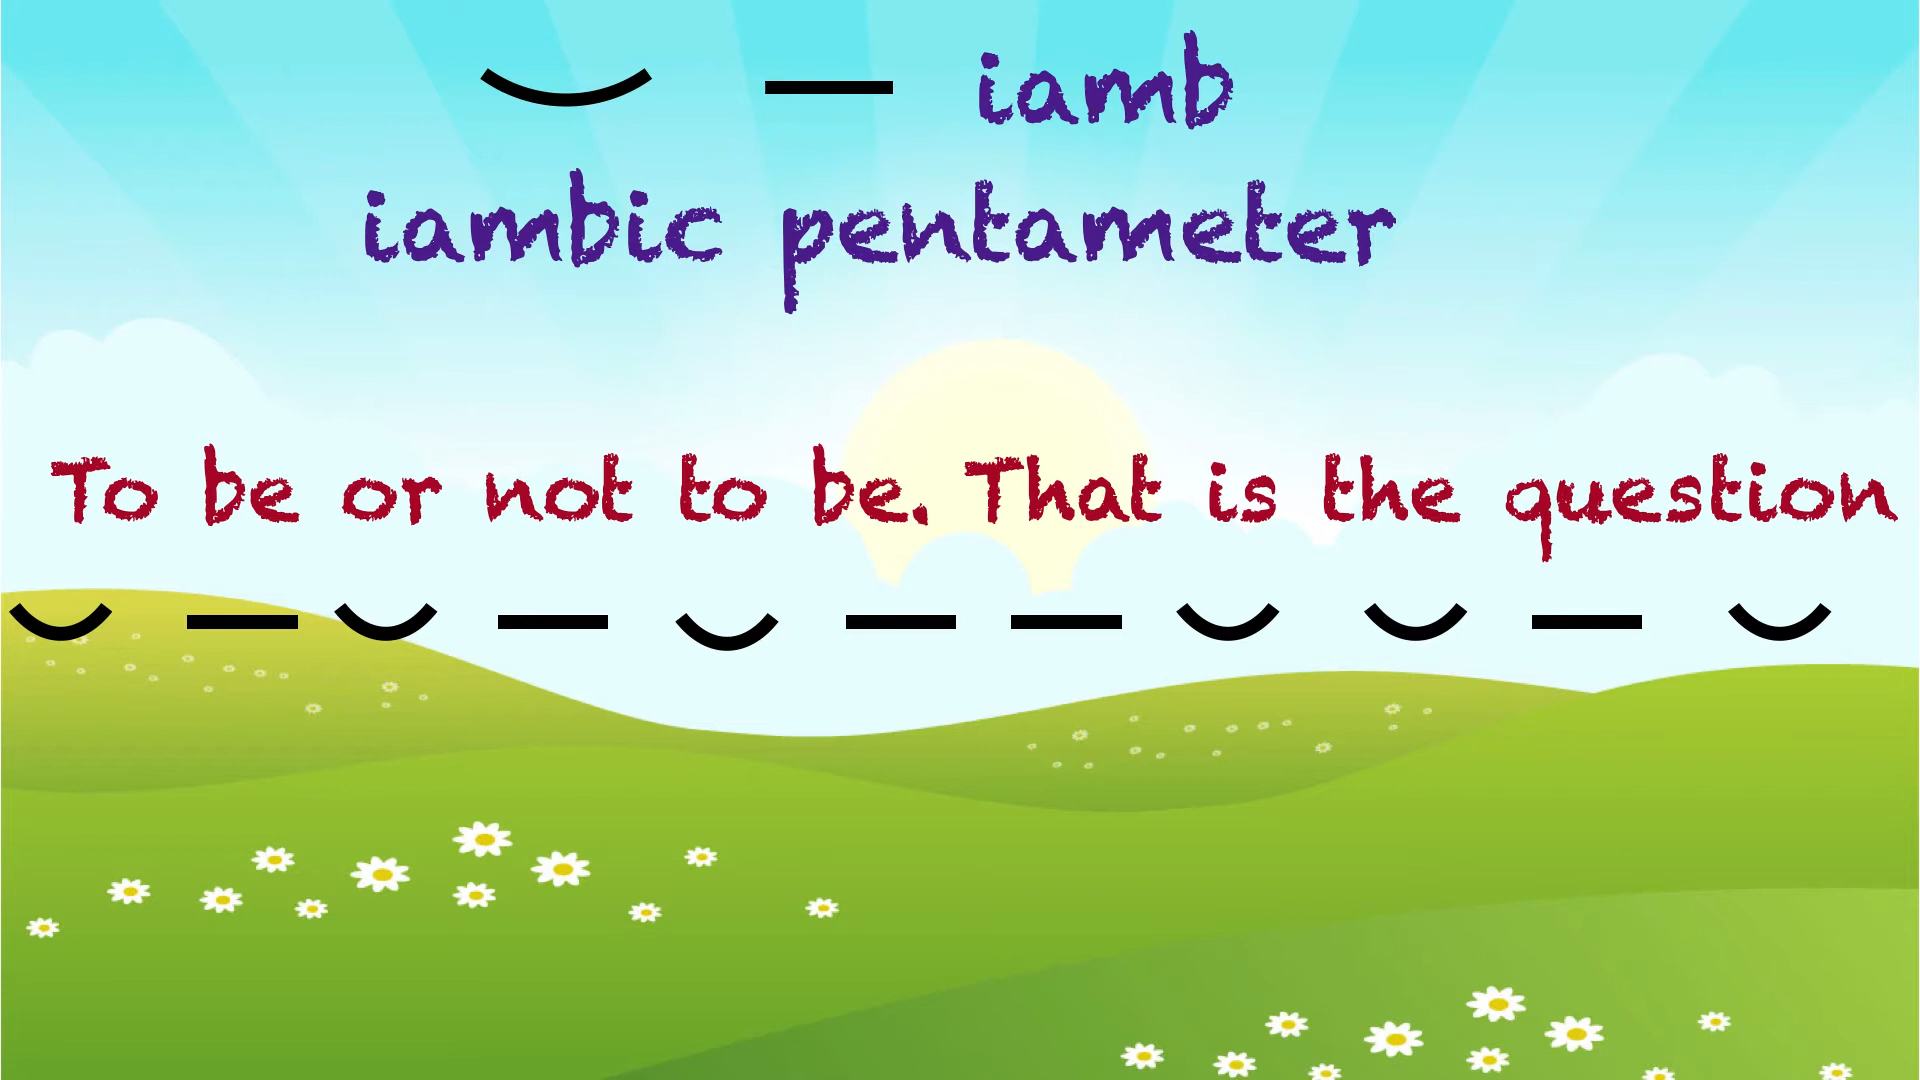 iamb
iambic pentameter
To be or not to be. That is the question